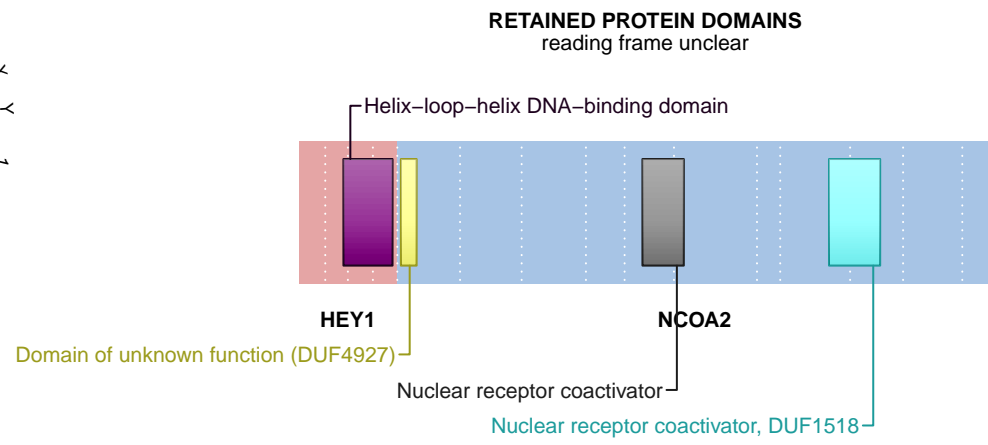 RETAINED PROTEIN DOMAINS
reading frame unclear
Helix−loop−helix DNA−binding domain
HEY1
NCOA2
Domain of unknown function (DUF4927)
Nuclear receptor coactivator
Nuclear receptor coactivator, DUF1518